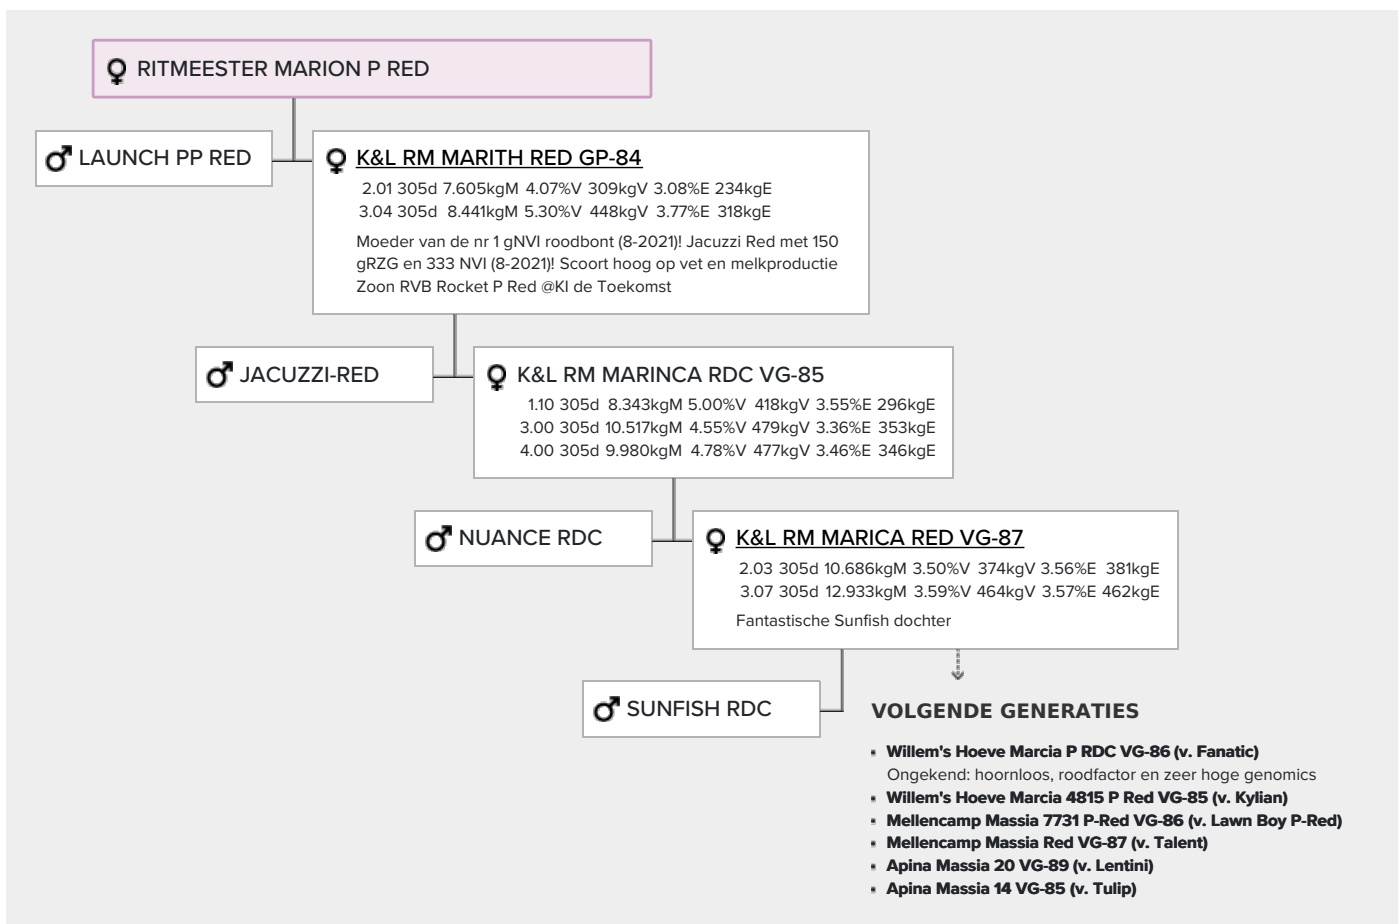 RITMEESTER MARION P RED
LAUNCH PP RED
K&L RM MARITH RED GP-84
2.01 305d 7.605kgM 4.07%V 309kgV 3.08%E 234kgE
3.04 305d 8.441kgM 5.30%V 448kgV 3.77%E 318kgE
Moeder van de nr 1 gNVI roodbont (8-2021)! Jacuzzi Red met 150
gRZG en 333 NVI (8-2021)! Scoort hoog op vet en melkproductie
Zoon RVB Rocket P Red @KI de Toekomst
JACUZZI-RED
K&L RM MARINCA RDC VG-85
1.10 305d 8.343kgM 5.00%V 418kgV 3.55%E 296kgE
3.00 305d 10.517kgM 4.55%V 479kgV 3.36%E 353kgE
4.00 305d 9.980kgM 4.78%V 477kgV 3.46%E 346kgE
NUANCE RDC
K&L RM MARICA RED VG-87
2.03 305d 10.686kgM 3.50%V 374kgV 3.56%E 381kgE
3.07 305d 12.933kgM 3.59%V 464kgV 3.57%E 462kgE
Fantastische Sunfish dochter
SUNFISH RDC
VOLGENDE GENERATIES
Willem's Hoeve Marcia P RDC VG-86 (v. Fanatic)
Ongekend: hoornloos, roodfactor en zeer hoge genomics
Willem's Hoeve Marcia 4815 P Red VG-85 (v. Kylian)
Mellencamp Massia 7731 P-Red VG-86 (v. Lawn Boy P-Red)
Mellencamp Massia Red VG-87 (v. Talent)
Apina Massia 20 VG-89 (v. Lentini)
Apina Massia 14 VG-85 (v. Tulip)